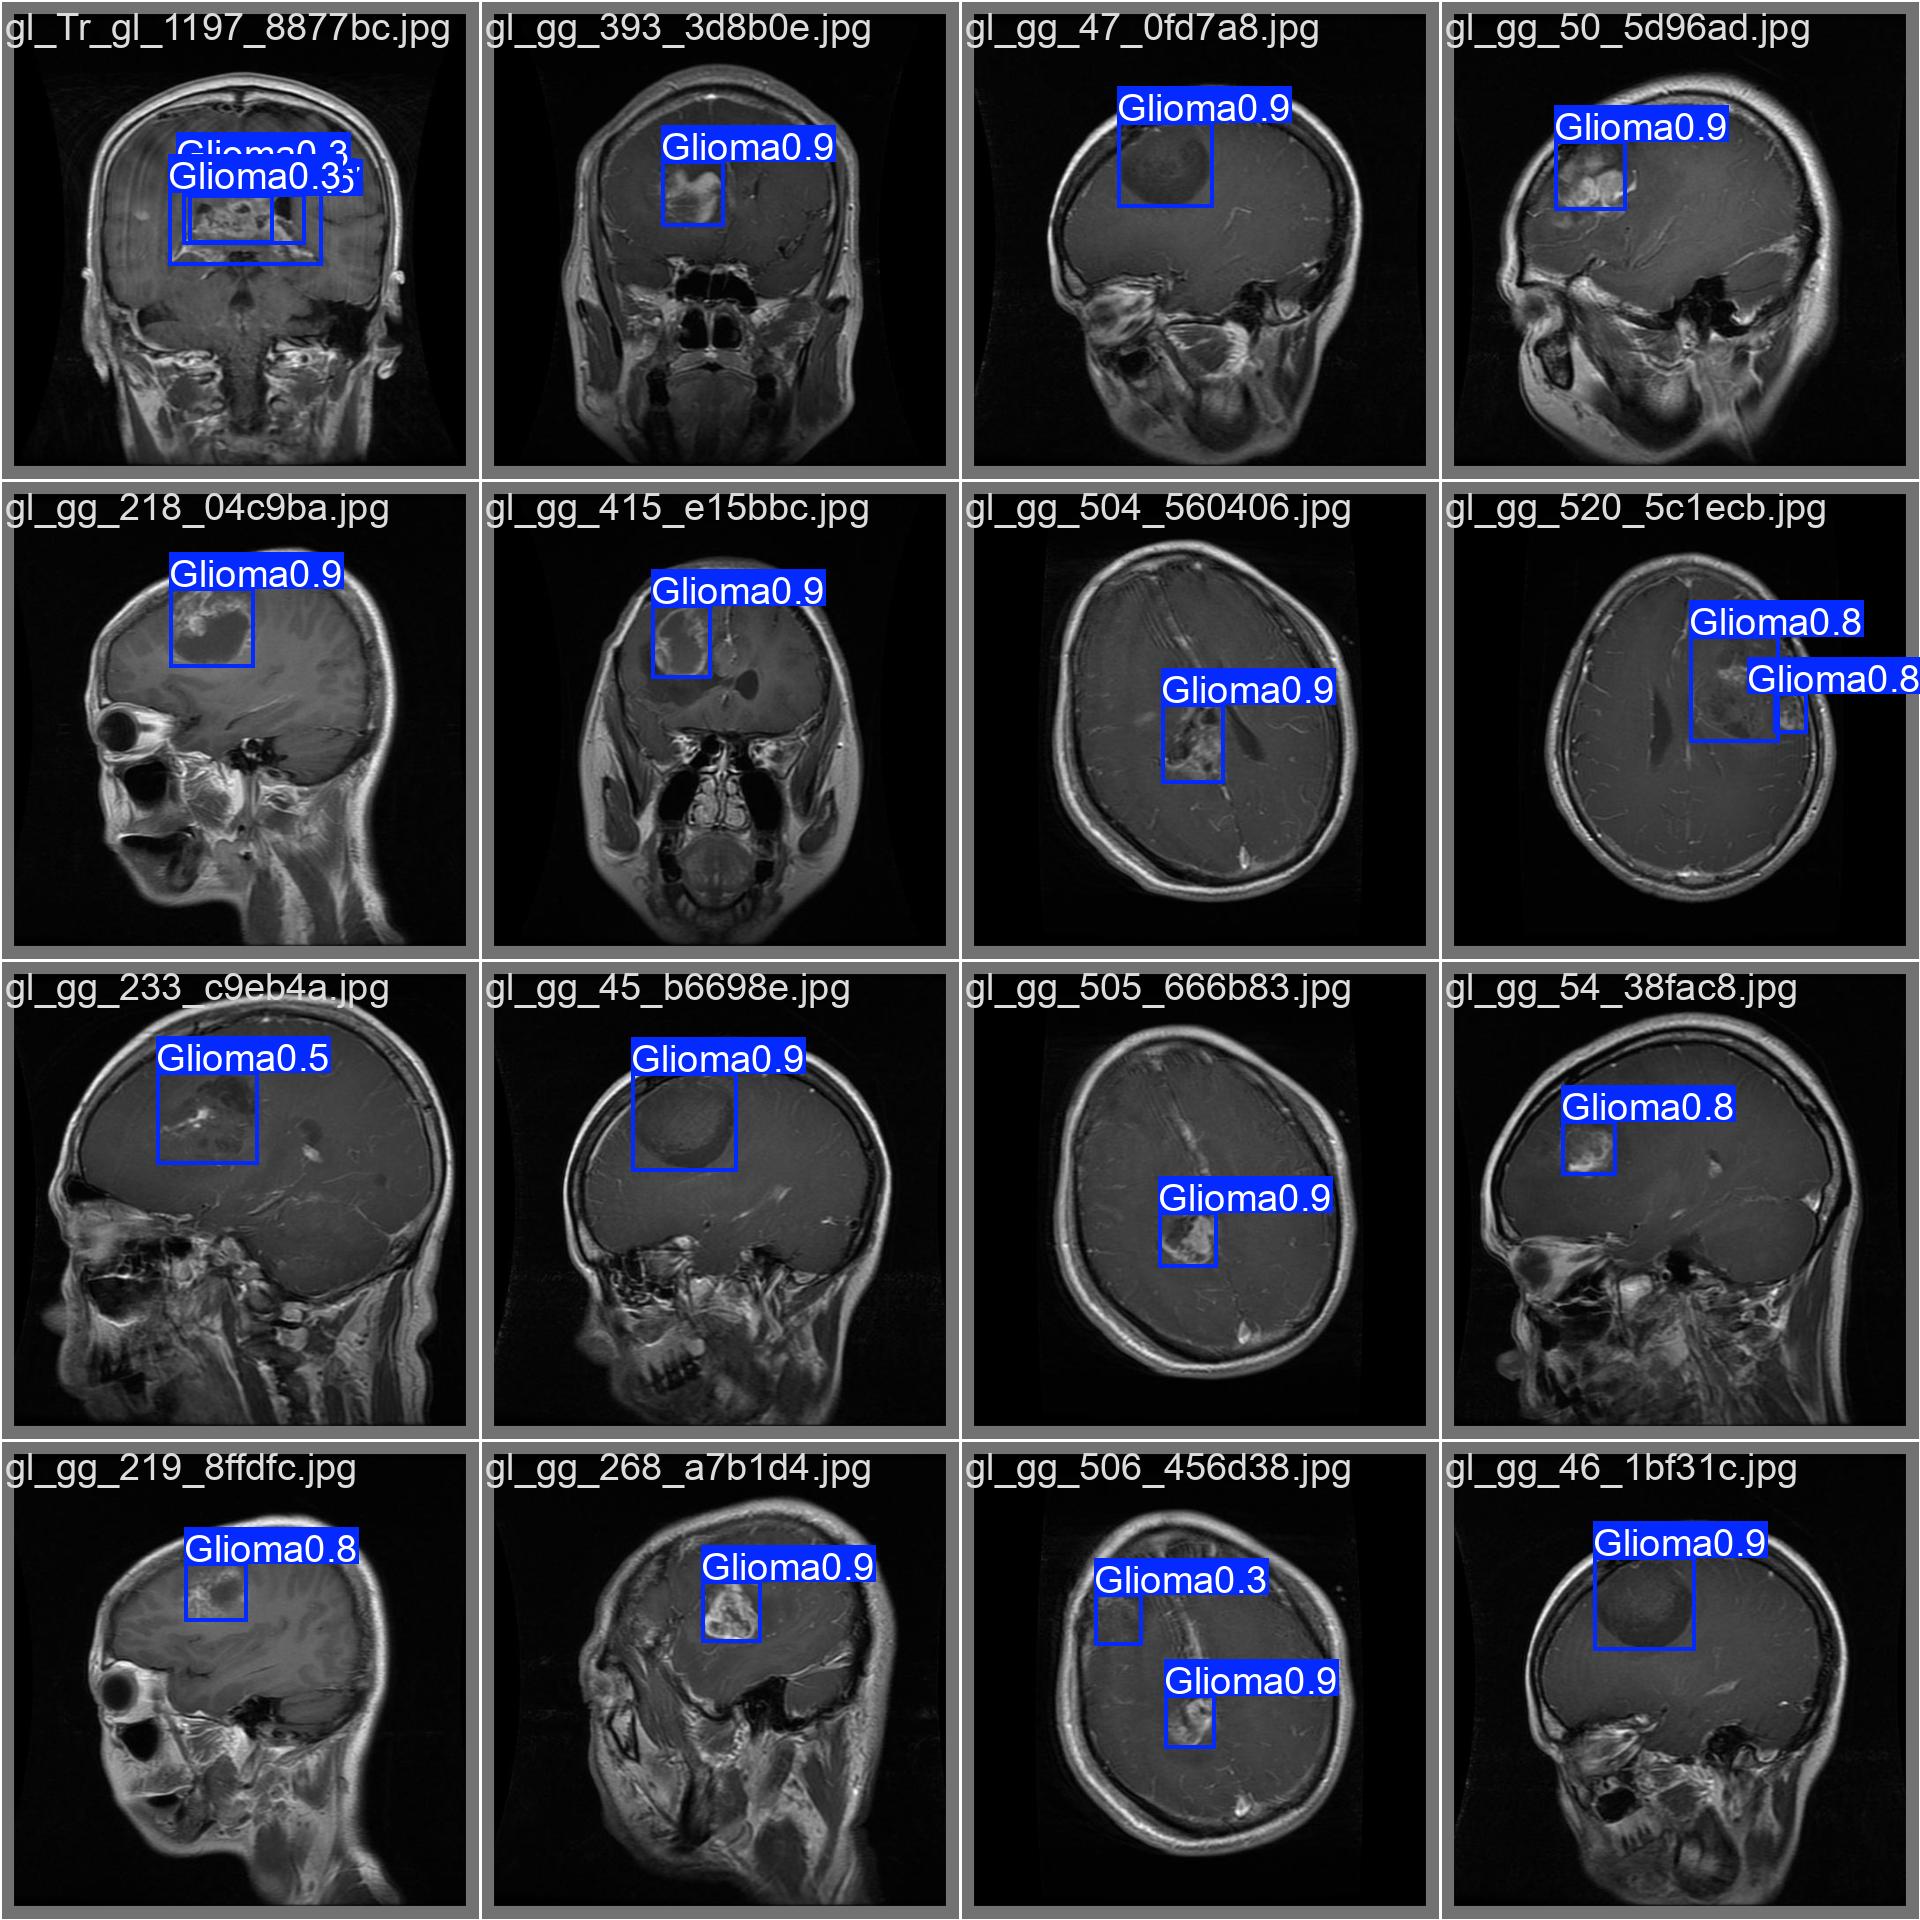 gl_Tr_gl_1197_8877bc.jpg
Glioma0.3
Glioma0.3
gl_gg_393_3d8b0e.jpg
Glioma0.9
gl_gg_47_0fd7a8.jpg
Glioma0.9
gl_gg_50_5d96ad.jpg
Glioma0.9
gl_gg_218_04c9ba.jpg
Glioma0.9
gl_gg_415_e15bbc.jpg
Glioma0.9
gl_gg_504_560406.jpg
Glioma0.9
gl_gg_520_5c1ecb.jpg
Glioma0.8
Glioma0.8
gl_gg_233_c9eb4a.jpg
Glioma0.5
gl_gg_45_b6698e.jpg
Glioma0.9
gl_gg_505_666b83.jpg
Glioma0.9
gl_gg_54_38fac8.jpg
Glioma0.8
gl_gg_219_8ffdfc.jpg
Glioma0.8
gl_gg_268_a7b1d4.jpg
Glioma0.9
gl_gg_506_456d38.jpg
Glioma0.3
Glioma0.9
gl_gg_46_1bf31c.jpg
Glioma0.9